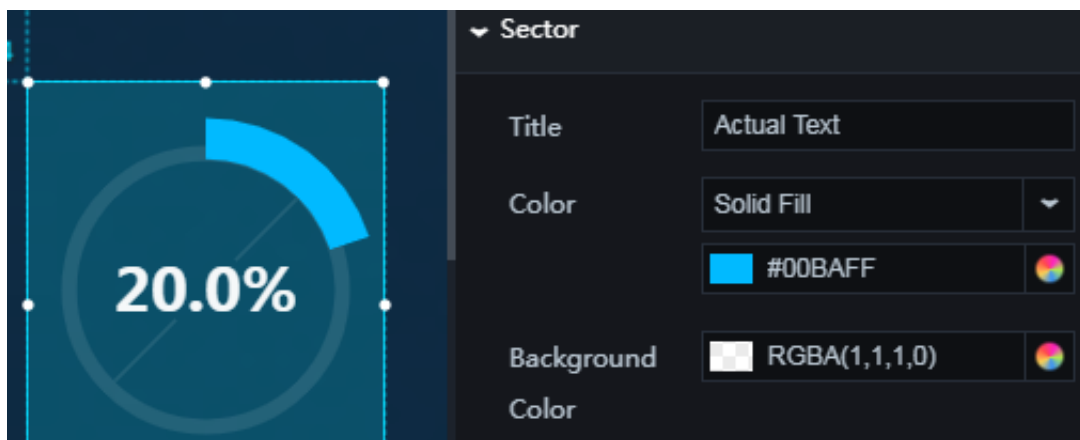 Sector
Title
Actual Text
Color
Solid Fill
#00BAFF
20.0%
Background
Color
RGBA(1,1,1,0)